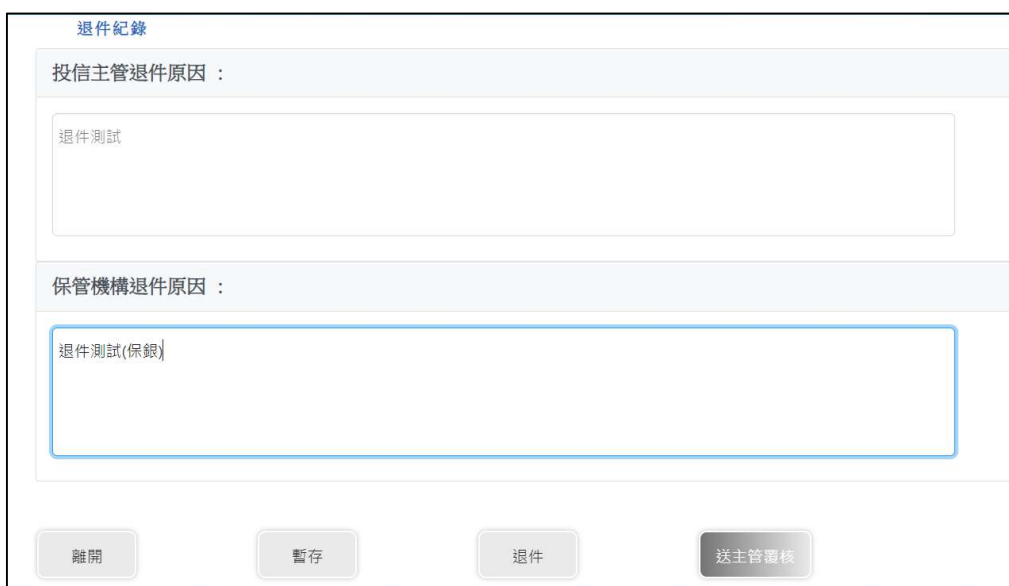 退件紀錄
投信主管退件原因 ：
退件測試
保管機構退件原因 ：
退件測試(保銀)
離開
暫存
退件
送主管覆核